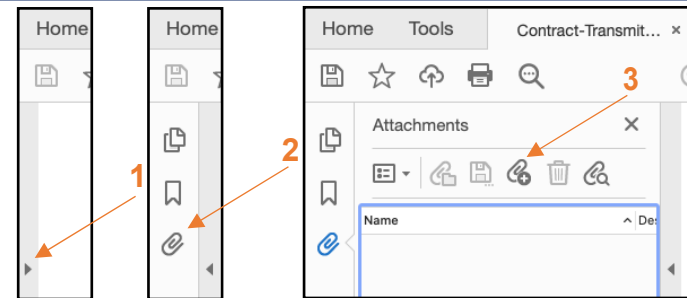 Home
1
Home
2
Home Tools Contract-Transmit... ×
3
Attachments
Name